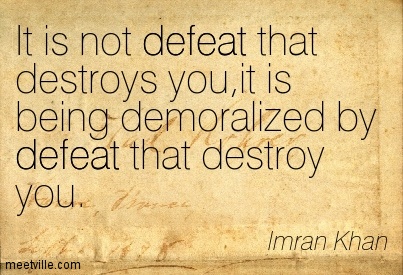 It is not defeat that
destroys you,it is
being demoralized by
defeat that destroy
you.
Imran Khan
meetville.com